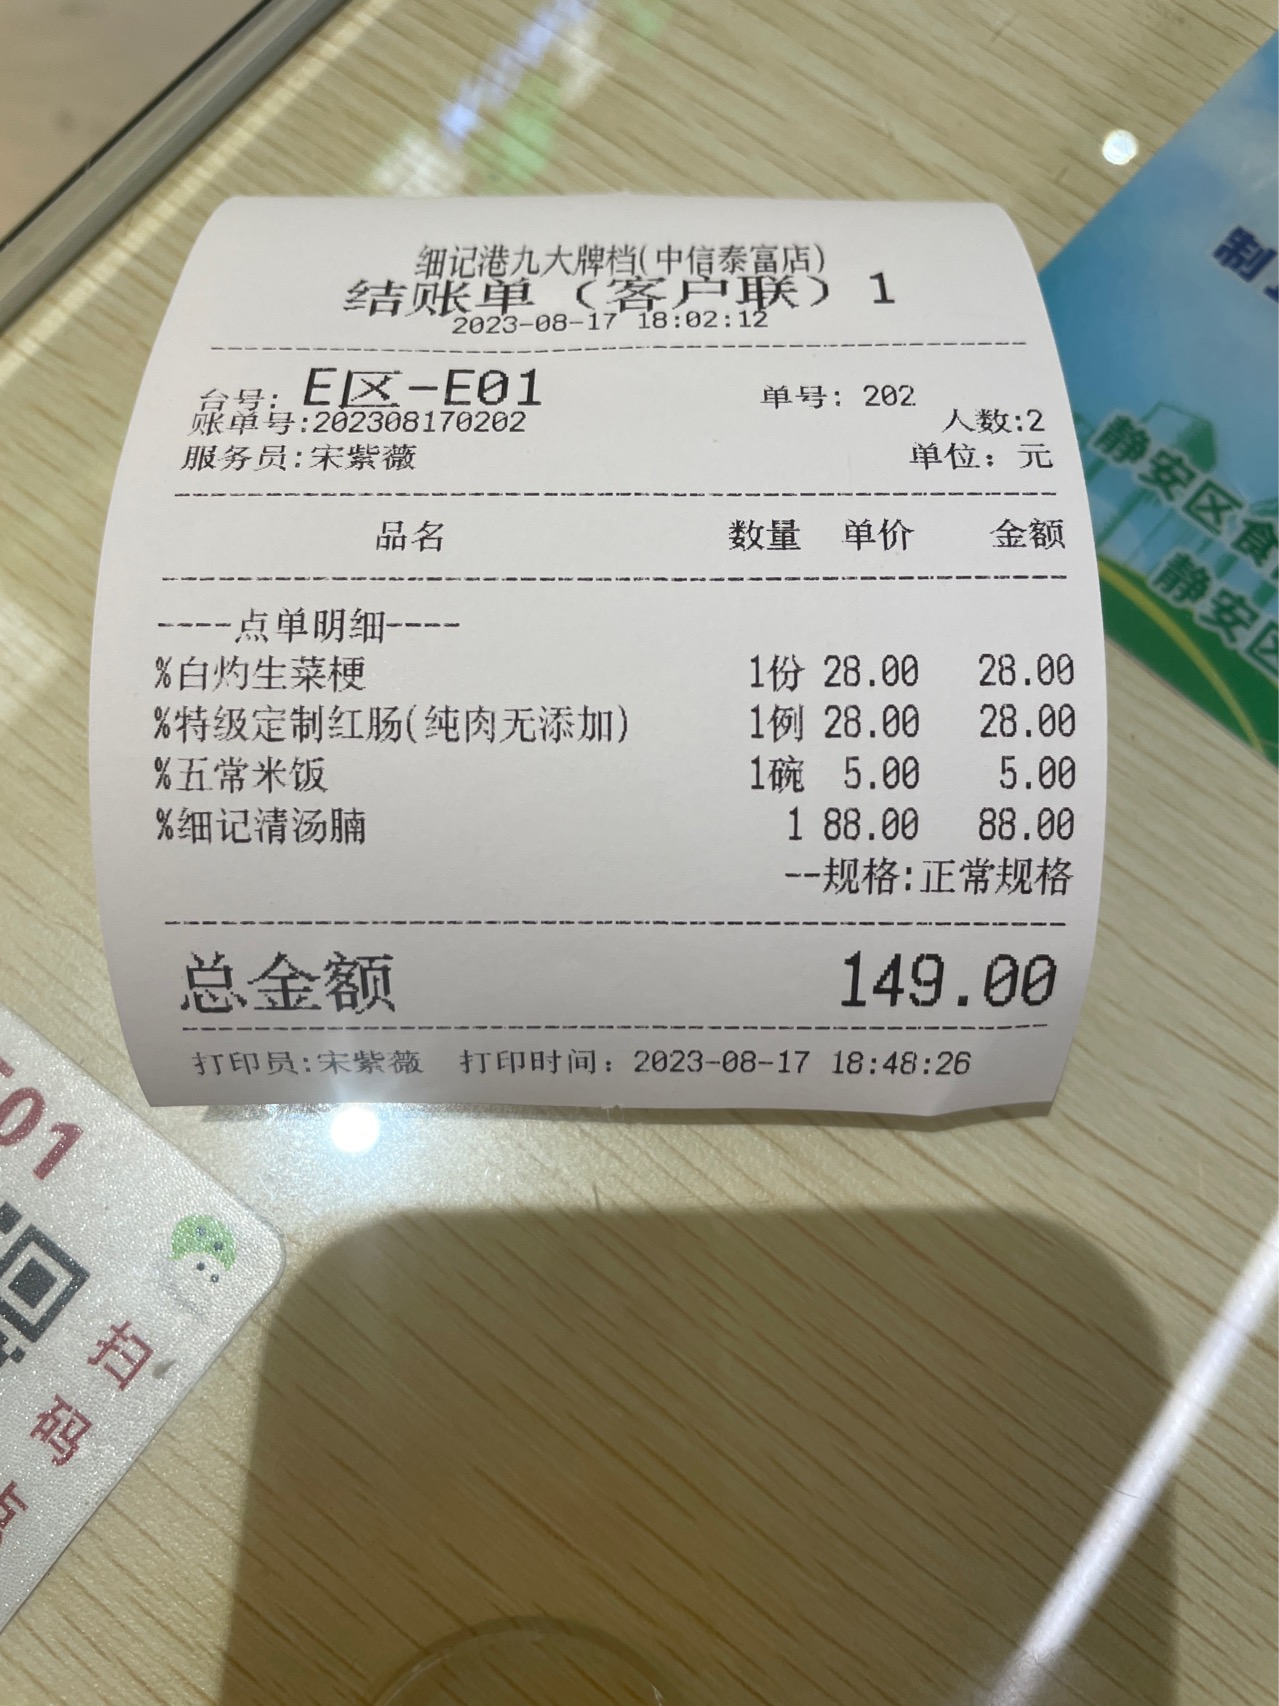 细记港九大牌档(中信泰富店)
结账单（客户联）1
2023-08-17 18:02:12
台号: E区-E01 单号: 202
账单号:202308170202 人数:2
服务员:宋紫薇 单位：元
品名 数量 单价 金额
----点单明细----
%白灼生菜梗 1份 28.00 28.00
%特级定制红肠(纯肉无添加) 1例 28.00 28.00
%五常米饭 1碗 5.00 5.00
%细记清汤腩 1 88.00 88.00
--规格:正常规格
总金额 149.00
打印员:宋紫薇 打印时间：2023-08-17 18:48:26
制
静安区食
静安区
01
扫
码